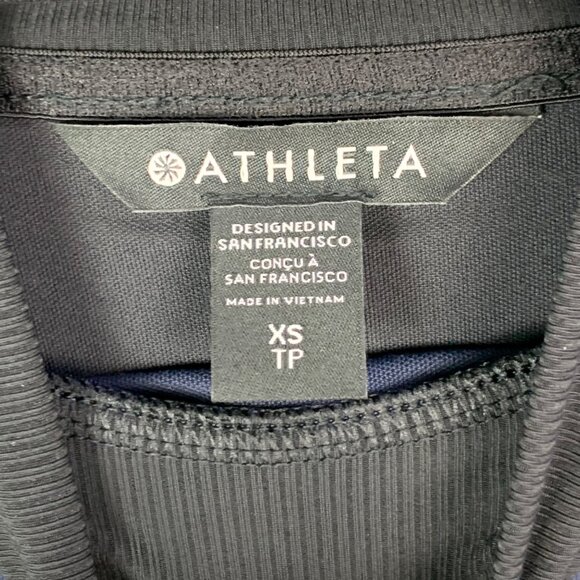 ATHLETA
DESIGNED IN
SAN FRANCISCO
CONÇU À
SAN FRANCISCO
MADE IN VIETNAM
XS
TP